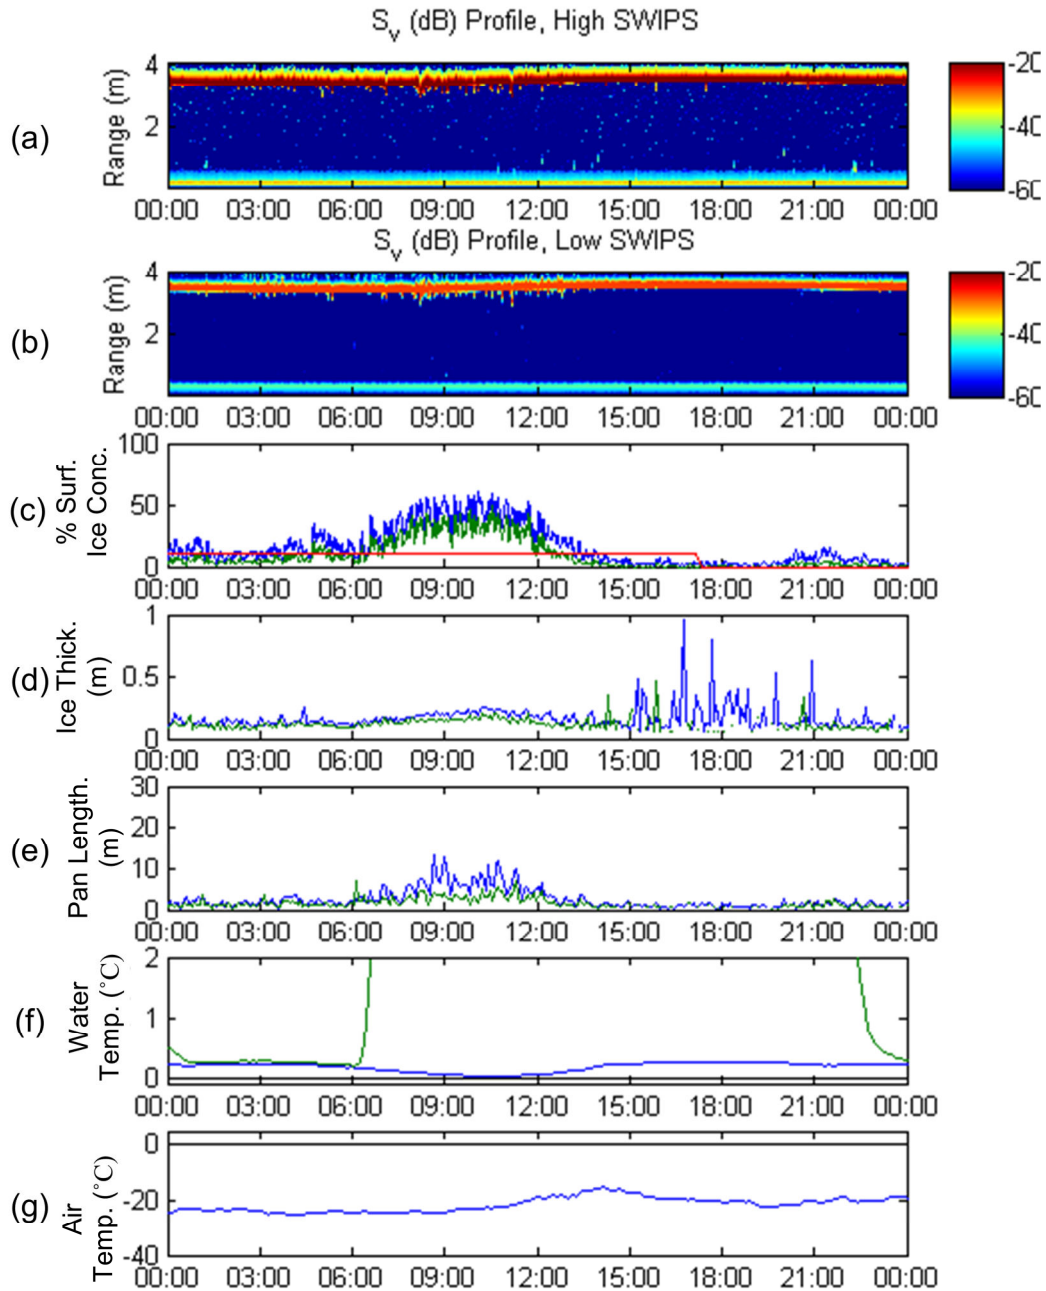 S_v (dB) Profile, High SWIPS
(a)
Range (m)
4
2
-20
-40
-60
00:00 03:00 06:00 09:00 12:00 15:00 18:00 21:00 00:00
S_v (dB) Profile, Low SWIPS
(b)
Range (m)
4
2
-20
-40
-60
00:00 03:00 06:00 09:00 12:00 15:00 18:00 21:00 00:00
(c)
% Surf.
Ice Conc.
100
50
0
00:00 03:00 06:00 09:00 12:00 15:00 18:00 21:00 00:00
(d)
Ice Thick.
(m)
1
0.5
0
00:00 03:00 06:00 09:00 12:00 15:00 18:00 21:00 00:00
(e)
Pan Length.
(m)
30
20
10
0
00:00 03:00 06:00 09:00 12:00 15:00 18:00 21:00 00:00
(f)
Water
Temp. (°C)
2
1
0
00:00 03:00 06:00 09:00 12:00 15:00 18:00 21:00 00:00
(g)
Air
Temp. (°C)
0
-20
-40
00:00 03:00 06:00 09:00 12:00 15:00 18:00 21:00 00:00